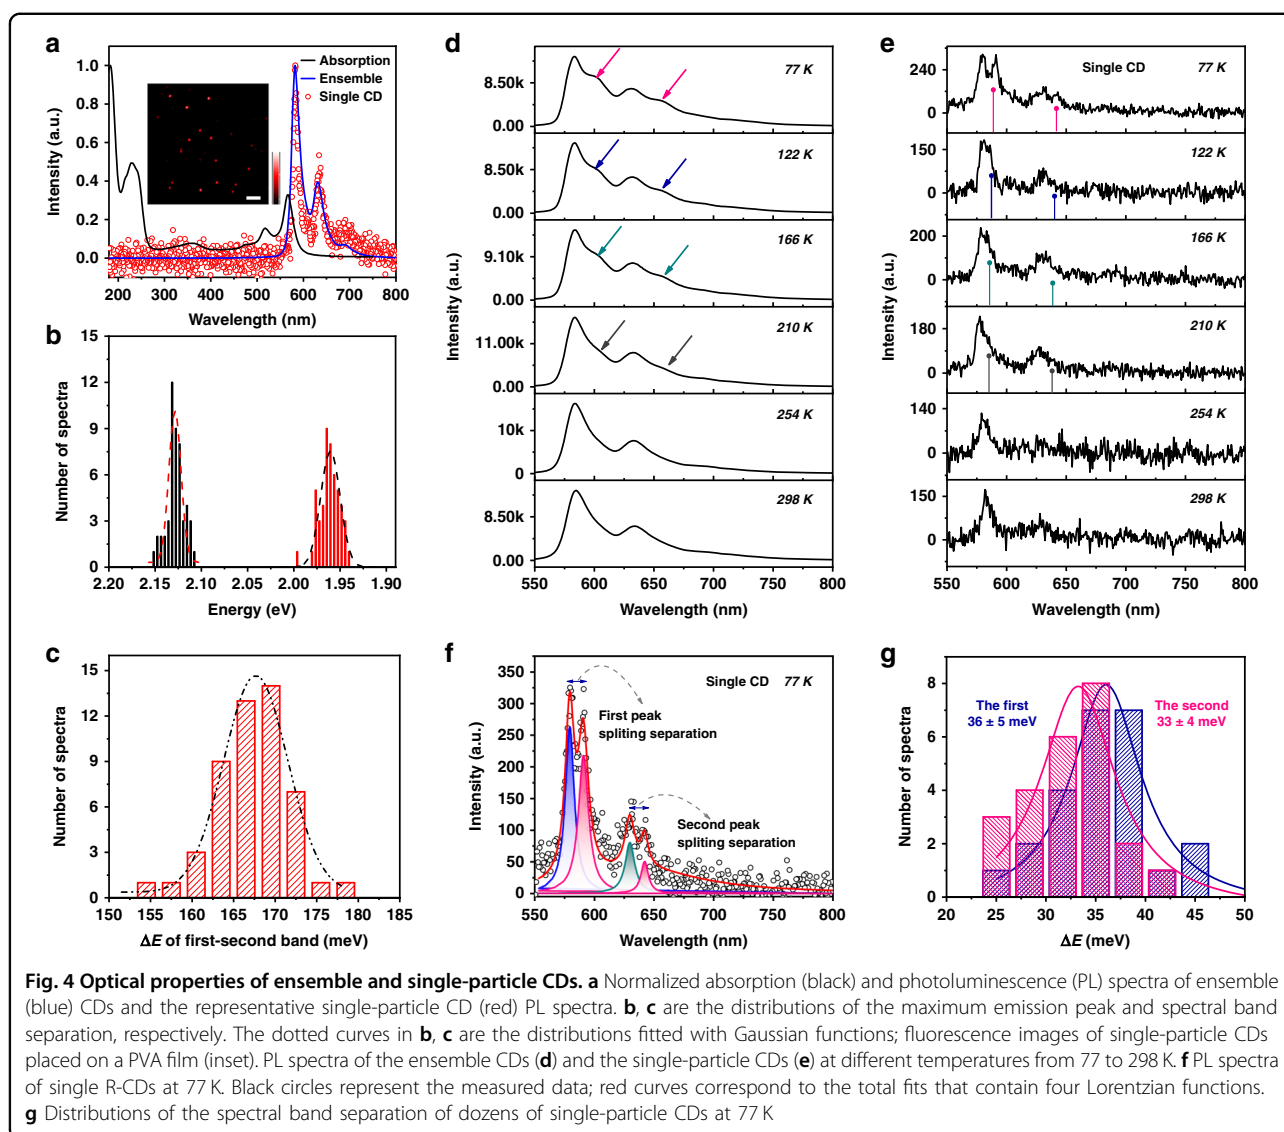 a
Absorption
Ensemble
Single CD
Intensity (a.u.)
1.0
0.8
0.6
0.4
0.2
0.0
200 300 400 500 600 700 800
Wavelength (nm)
b
Number of spectra
15
12
9
6
3
0
2.20 2.15 2.10 2.05 2.00 1.95 1.90
Energy (eV)
c
Number of spectra
15
12
9
6
3
0
150 155 160 165 170 175 180 185
ΔE of first-second band (meV)
d
Intensity (a.u.)
77 K
8.50k
0.00
122 K
8.50k
0.00
166 K
9.10k
0.00
210 K
11.00k
0.00
254 K
10k
0
298 K
8.50k
0.00
550 600 650 700 750 800
Wavelength (nm)
e
Intensity (a.u.)
Single CD 77 K
240
0
122 K
150
0
166 K
200
0
210 K
180
0
254 K
140
0
298 K
150
0
550 600 650 700 750 800
Wavelength (nm)
f
Intensity (a.u.)
350
300
250
200
150
100
50
0
Single CD 77 K
First peak
spliting separation
Second peak
spliting separation
550 600 650 700 750 800
Wavelength (nm)
g
Number of spectra
8
6
4
2
0
The first
36 ± 5 meV
The second
33 ± 4 meV
20 25 30 35 40 45 50
ΔE (meV)
Fig. 4 Optical properties of ensemble and single-particle CDs. a Normalized absorption (black) and photoluminescence (PL) spectra of ensemble
(blue) CDs and the representative single-particle CD (red) PL spectra. b, c are the distributions of the maximum emission peak and spectral band
separation, respectively. The dotted curves in b, c are the distributions fitted with Gaussian functions; fluorescence images of single-particle CDs
placed on a PVA film (inset). PL spectra of the ensemble CDs (d) and the single-particle CDs (e) at different temperatures from 77 to 298 K. f PL spectra
of single R-CDs at 77 K. Black circles represent the measured data; red curves correspond to the total fits that contain four Lorentzian functions.
g Distributions of the spectral band separation of dozens of single-particle CDs at 77 K